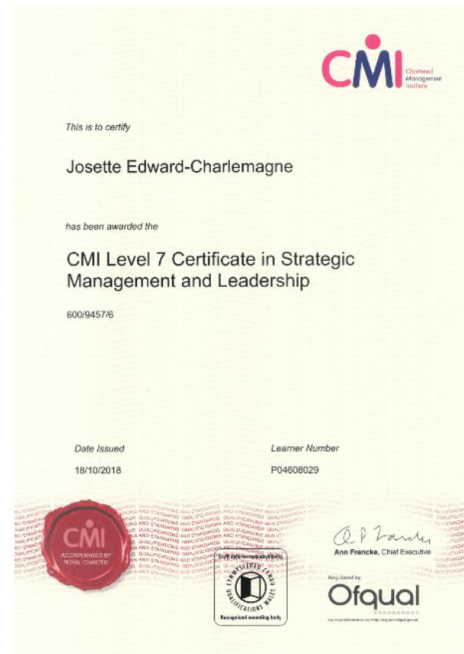 CMI
Chartered
Management
Institute
This is to certify
Josette Edward-Charlemagne
has been awarded the
CMI Level 7 Certificate in Strategic
Management and Leadership
600/9457/6
Date Issued
Learner Number
18/10/2018
P04608029
CMI
INCORPORATED BY
ROYAL CHARTER
QUALIFICATIONS WALES
Recognised awarding body
Ann Francke, Chief Executive
Regulated by
Ofqual